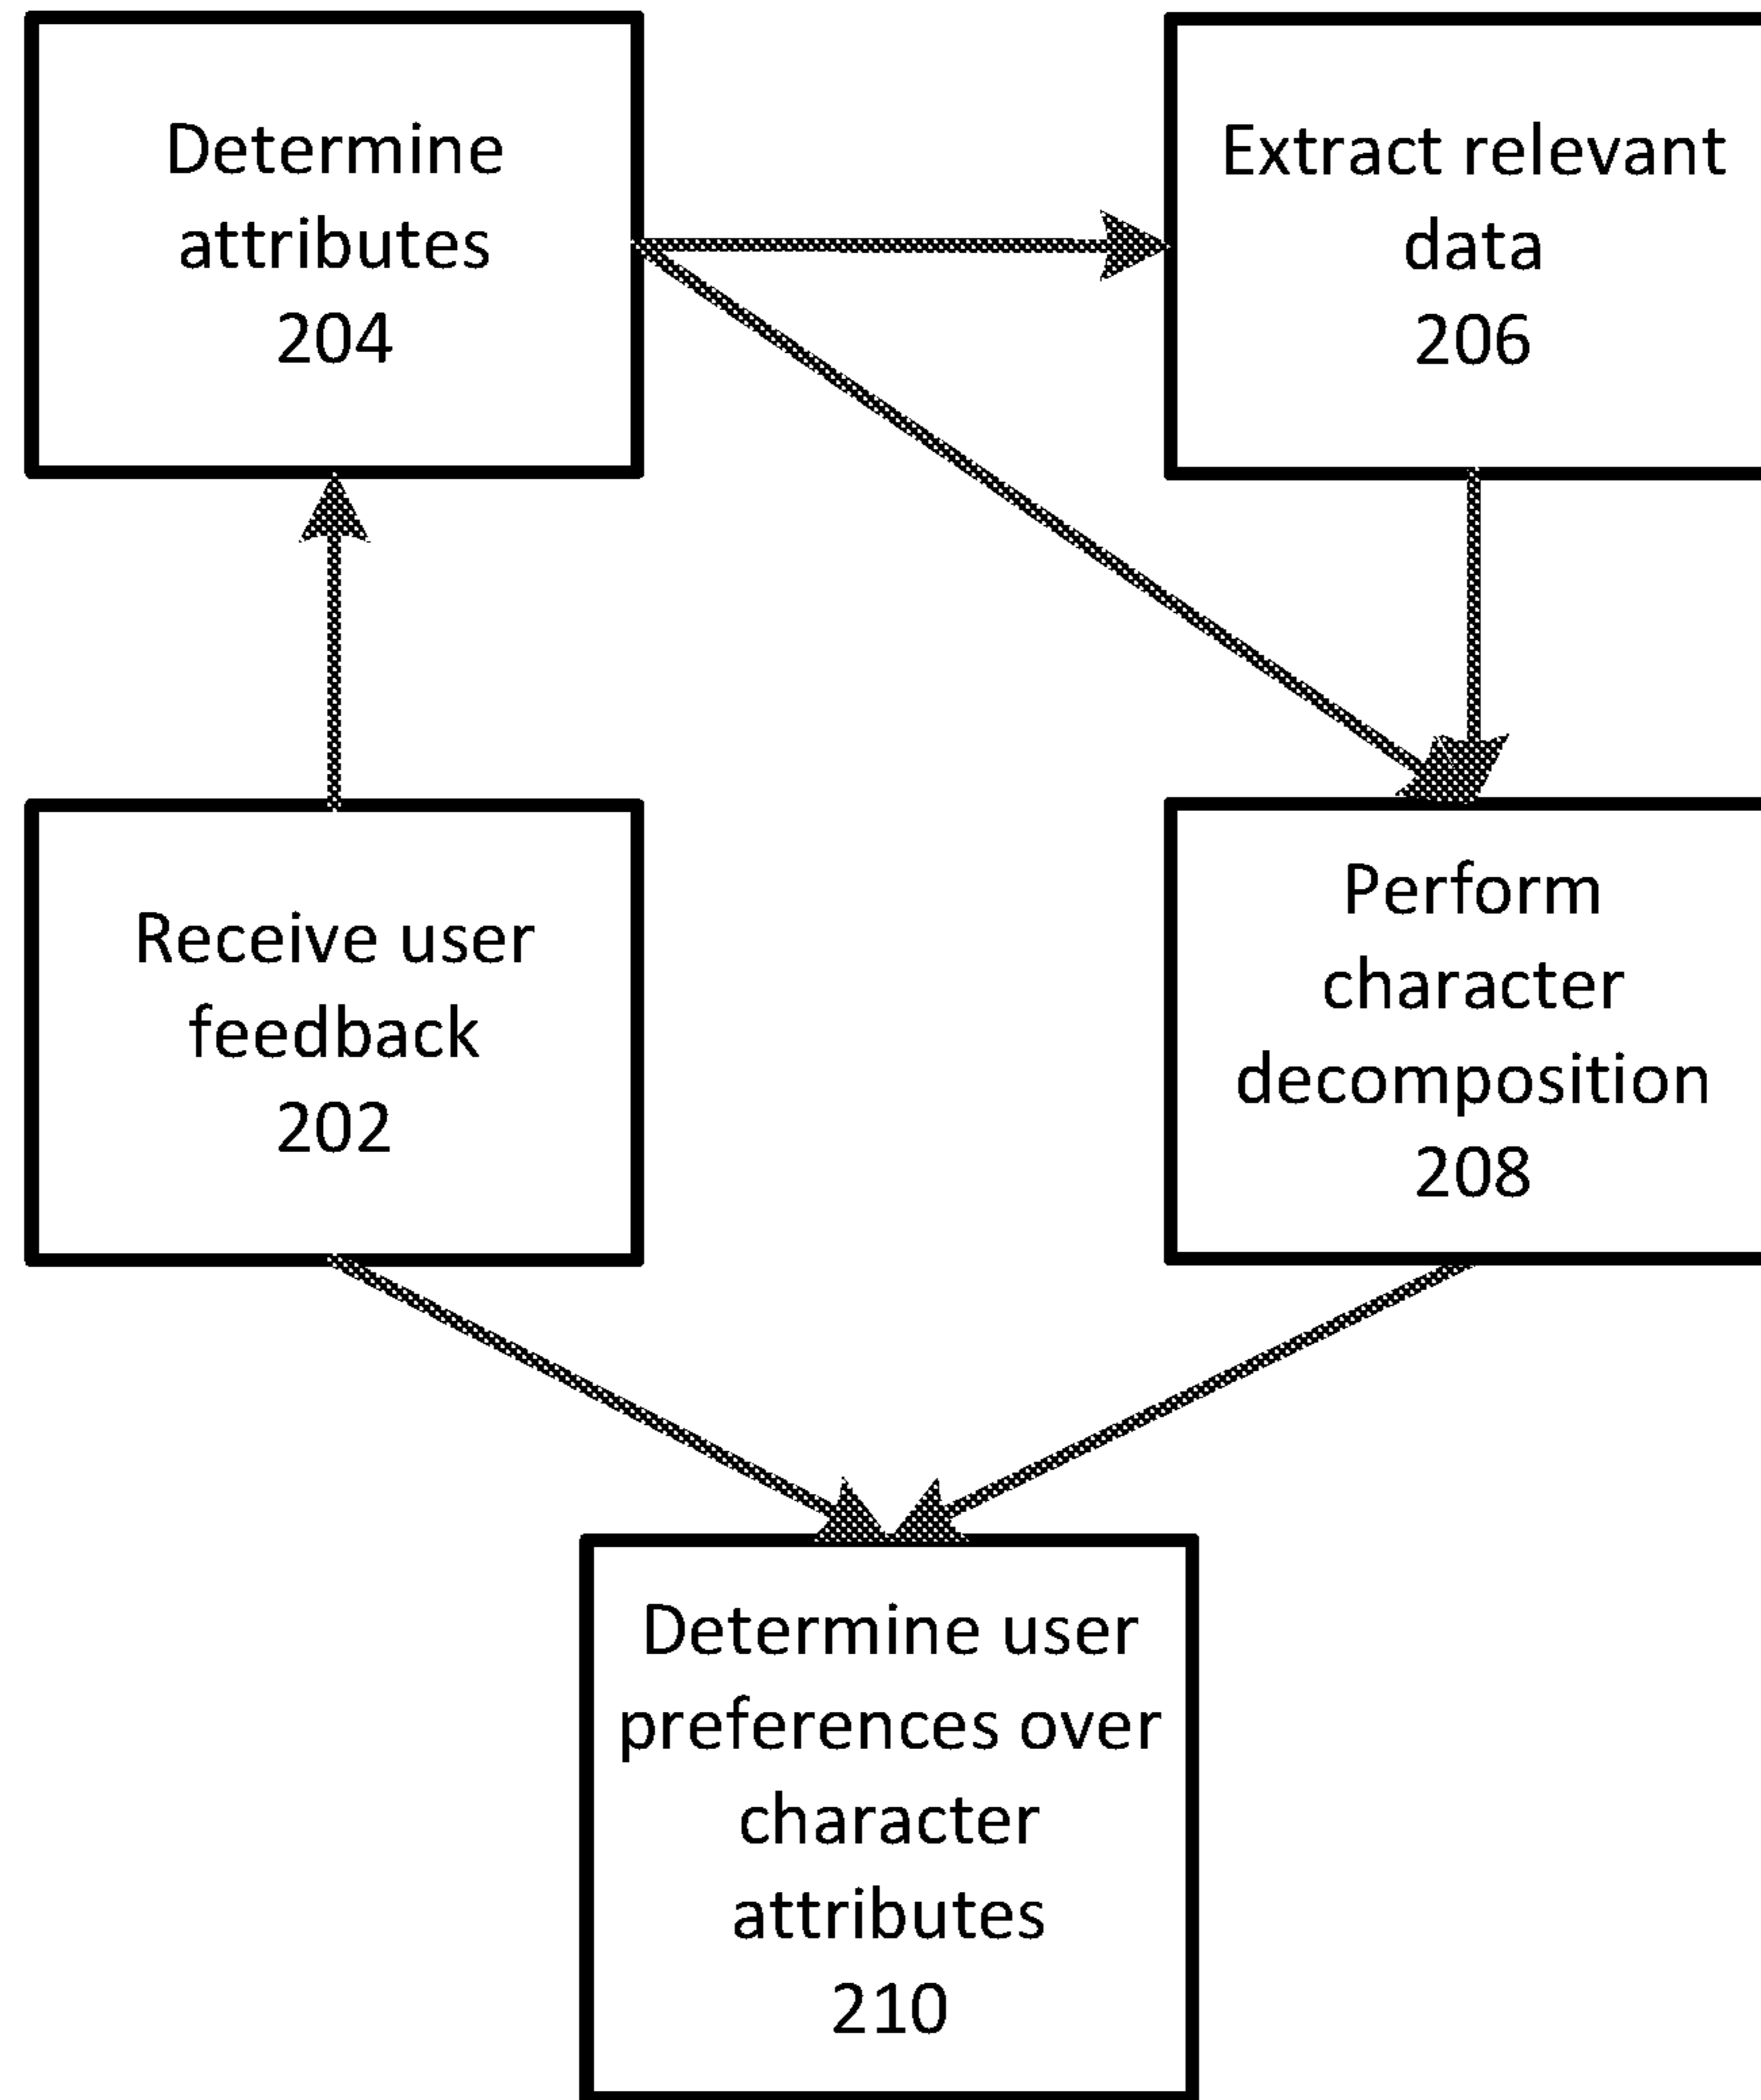 Determine
attributes
204
Extract relevant
data
206
Receive user
feedback
202
Perform
character
decomposition
208
Determine user
preferences over
character
attributes
210